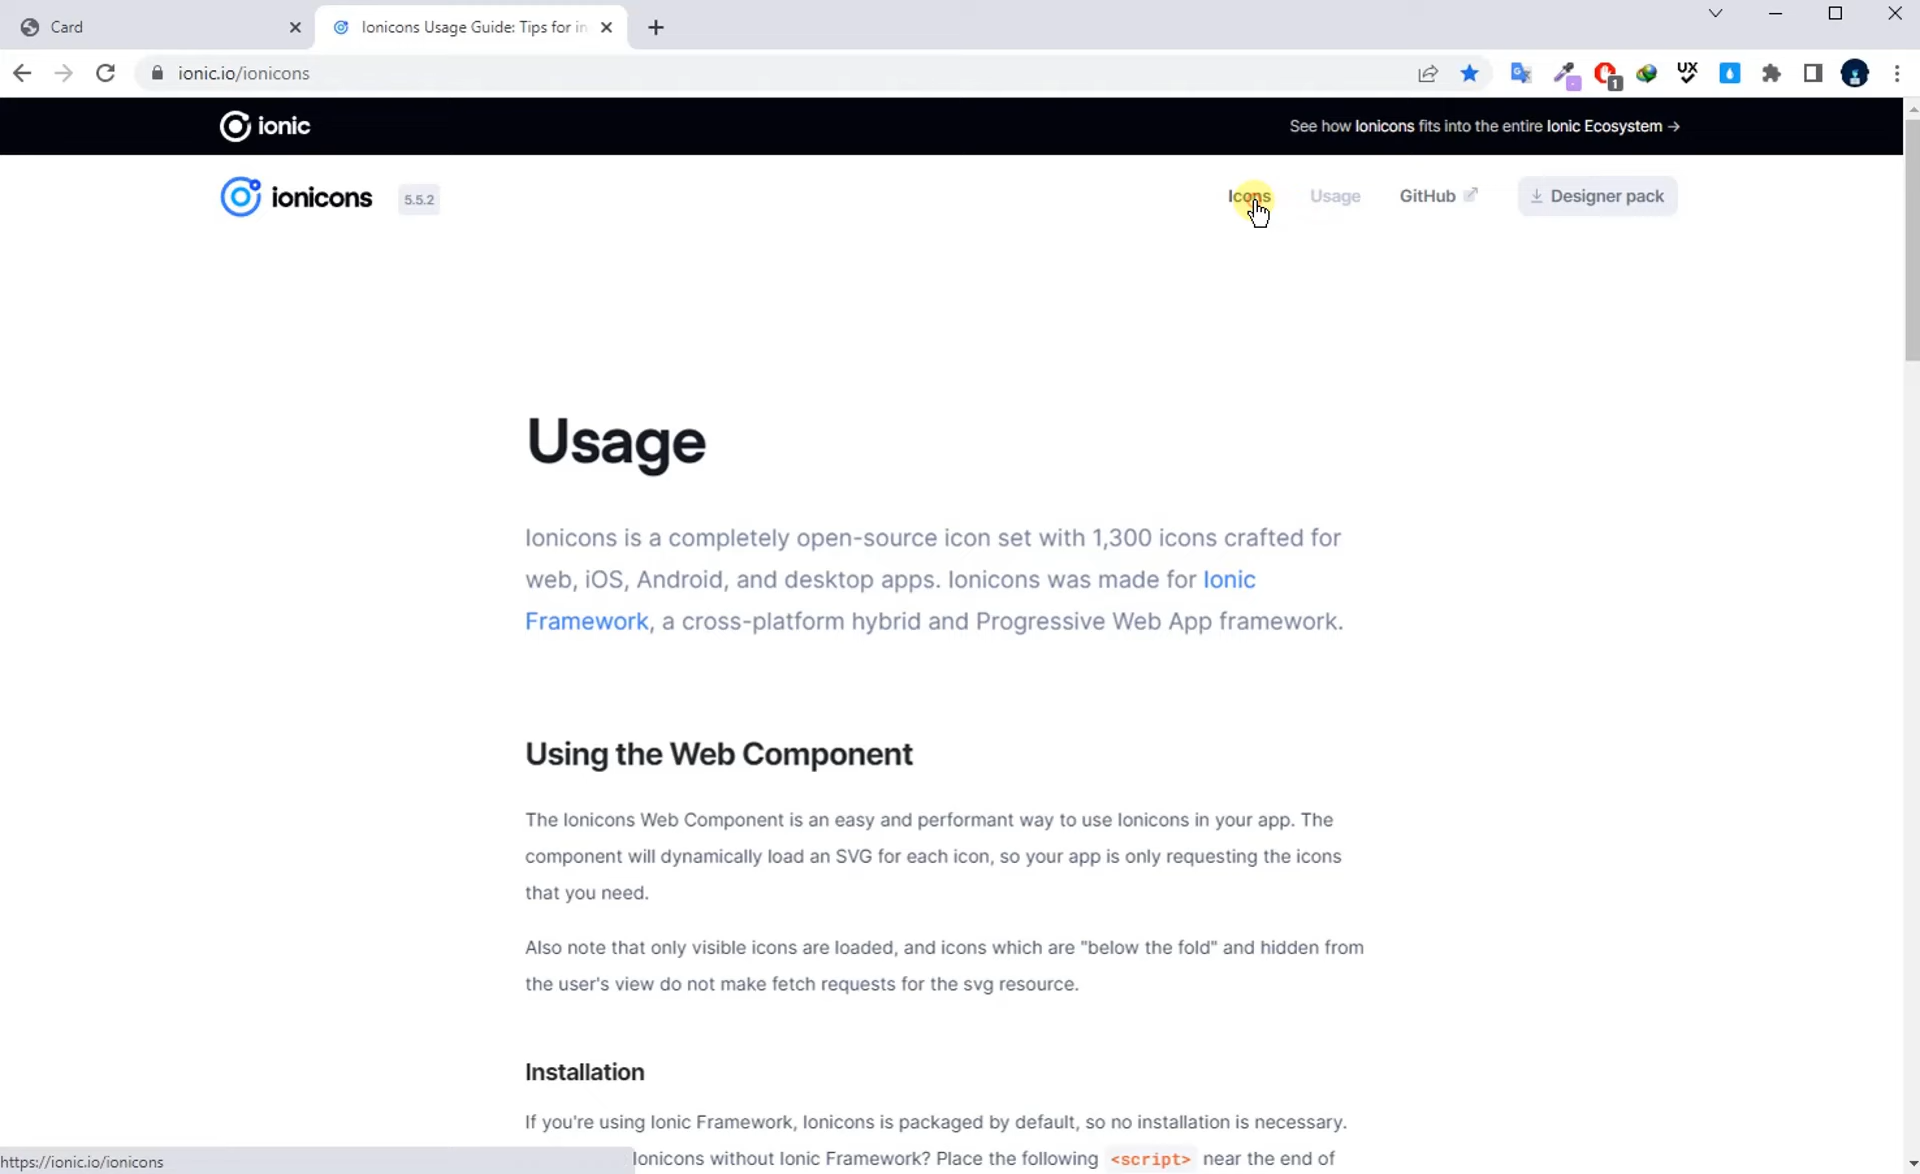 Card
Ionicons Usage Guide: Tips for in
ionic.io/ionicons
1
UX
ionic
See how Ionicons fits into the entire Ionic Ecosystem →
ionicons
5.5.2
Icons
Usage
GitHub
Designer pack
Usage
Ionicons is a completely open-source icon set with 1,300 icons crafted for
web, iOS, Android, and desktop apps. Ionicons was made for Ionic
Framework, a cross-platform hybrid and Progressive Web App framework.
Using the Web Component
The Ionicons Web Component is an easy and performant way to use Ionicons in your app. The
component will dynamically load an SVG for each icon, so your app is only requesting the icons
that you need.
Also note that only visible icons are loaded, and icons which are "below the fold" and hidden from
the user's view do not make fetch requests for the svg resource.
Installation
If you're using Ionic Framework, Ionicons is packaged by default, so no installation is necessary.
Ionicons without Ionic Framework? Place the following <script> near the end of
https://ionic.io/ionicons